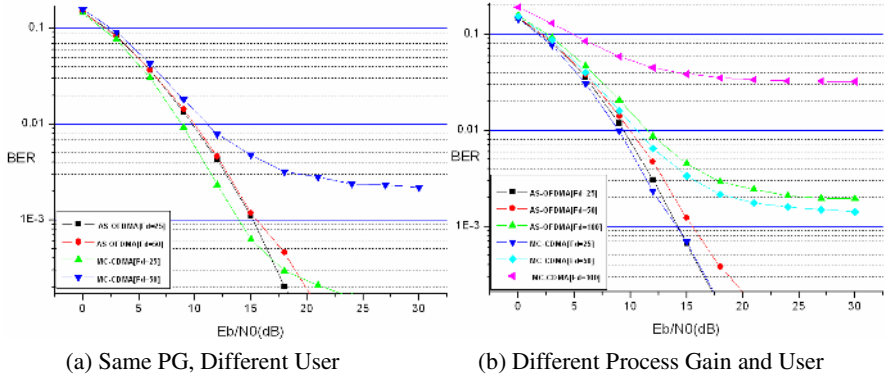 0.1
0.01
BER
1E-3
AS-OFDMA[Fd=25]
AS-OFDMA[Fd=50]
MC-CDMA[Fd=25]
MC-CDMA[Fd=50]
0 5 10 15 20 25 30
Eb/N0(dB)
(a) Same PG, Different User
0.1
0.01
BER
1E-3
AS-OFDMA[Fd=25]
AS-OFDMA[Fd=50]
AS-OFDMA[Fd=100]
MC-CDMA[Fd=25]
MC-CDMA[Fd=50]
MC-CDMA[Fd=100]
0 5 10 15 20 25 30
Eb/N0(dB)
(b) Different Process Gain and User